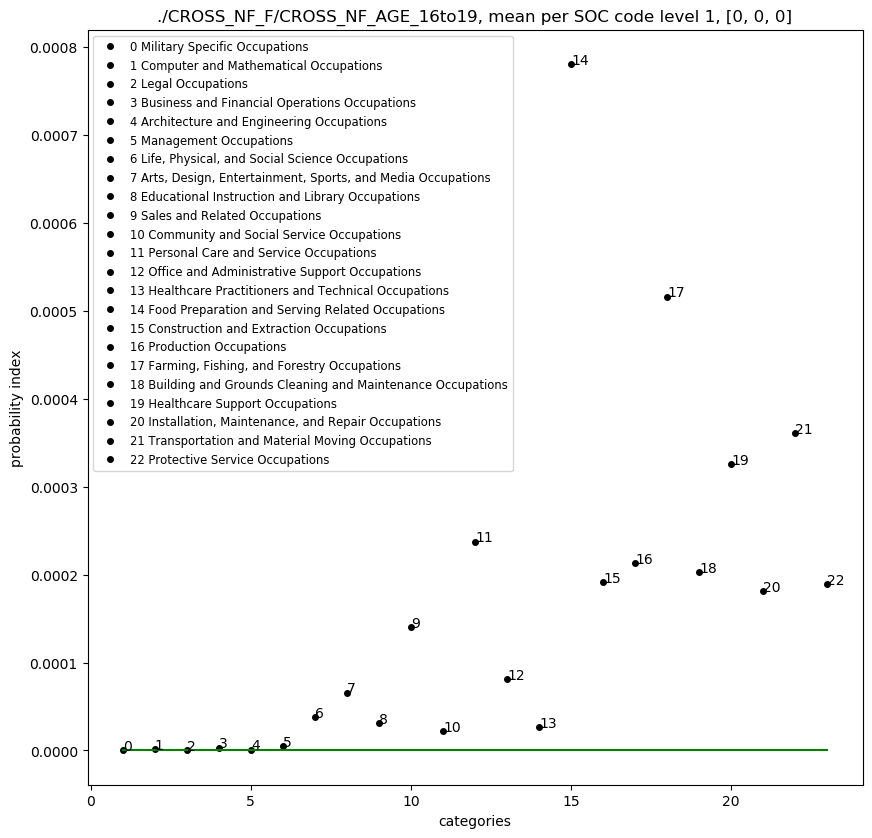 ./CROSS_NF_F/CROSS_NF_AGE_16to19, mean per SOC code level 1, [0, 0, 0]
0 Military Specific Occupations
1 Computer and Mathematical Occupations
2 Legal Occupations
3 Business and Financial Operations Occupations
4 Architecture and Engineering Occupations
5 Management Occupations
6 Life, Physical, and Social Science Occupations
7 Arts, Design, Entertainment, Sports, and Media Occupations
8 Educational Instruction and Library Occupations
9 Sales and Related Occupations
10 Community and Social Service Occupations
11 Personal Care and Service Occupations
12 Office and Administrative Support Occupations
13 Healthcare Practitioners and Technical Occupations
14 Food Preparation and Serving Related Occupations
15 Construction and Extraction Occupations
16 Production Occupations
17 Farming, Fishing, and Forestry Occupations
18 Building and Grounds Cleaning and Maintenance Occupations
19 Healthcare Support Occupations
20 Installation, Maintenance, and Repair Occupations
21 Transportation and Material Moving Occupations
22 Protective Service Occupations
probability index
0.0008
0.0007
0.0006
0.0005
0.0004
0.0003
0.0002
0.0001
0.0000
0
1
2
3
4
5
6
7
8
9
10
11
12
13
14
15
16
17
18
19
20
21
22
0
5
10
15
20
categories